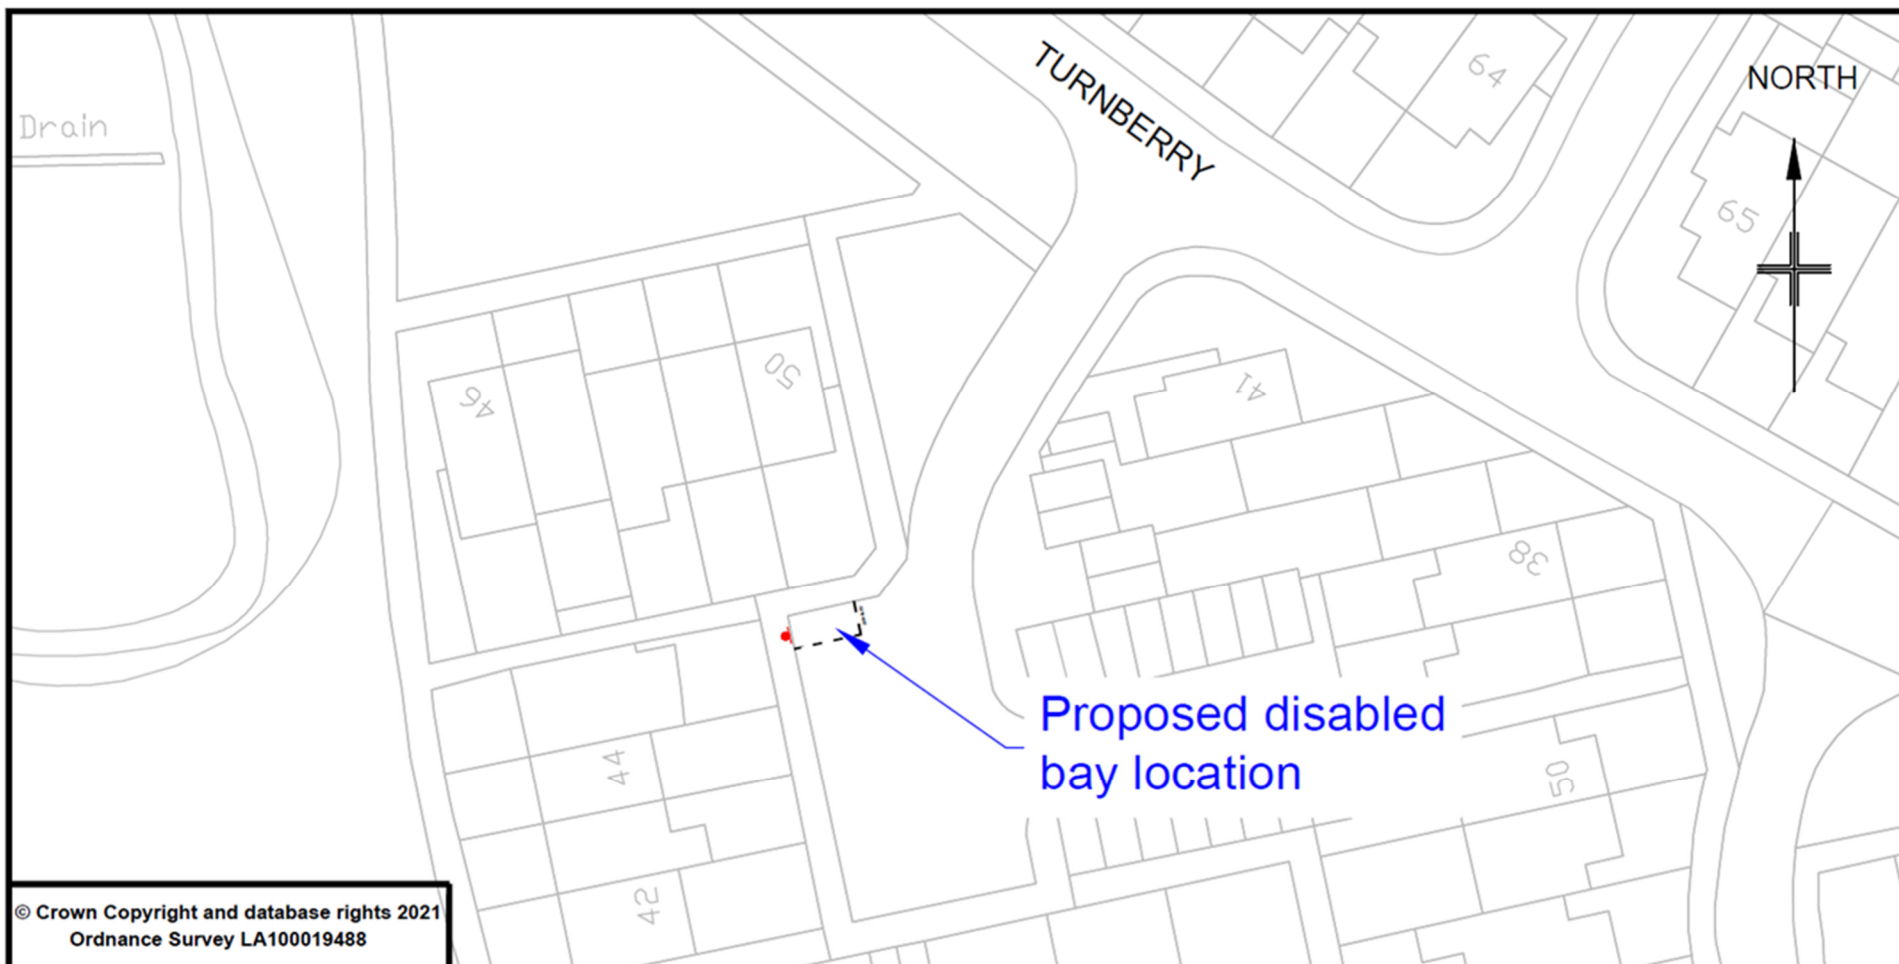 TURNBERRY
64
NORTH
Drain
65
50
46
41
38
Proposed disabled
bay location
44
50
42
© Crown Copyright and database rights 2021
Ordnance Survey LA100019488